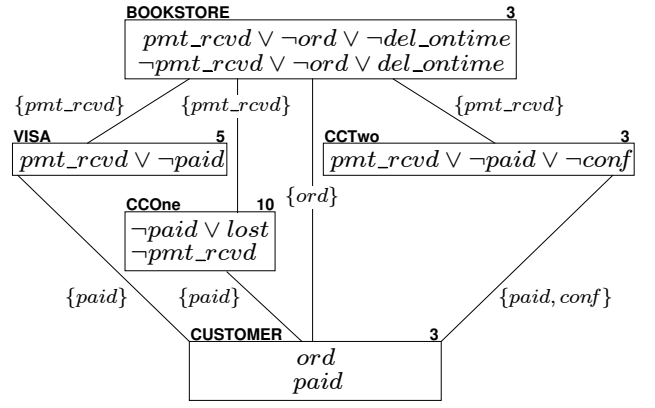 BOOKSTORE 3
pmt_rcvd ∨ ¬ord ∨ ¬del_ontime
¬pmt_rcvd ∨ ¬ord ∨ del_ontime
{pmt_rcvd} {pmt_rcvd} {pmt_rcvd}
VISA 5 CCTwo 3
pmt_rcvd ∨ ¬paid pmt_rcvd ∨ ¬paid ∨ ¬conf
{ord}
CCOne 10
¬paid ∨ lost
¬pmt_rcvd
{paid} {paid} {paid, conf}
CUSTOMER 3
ord
paid